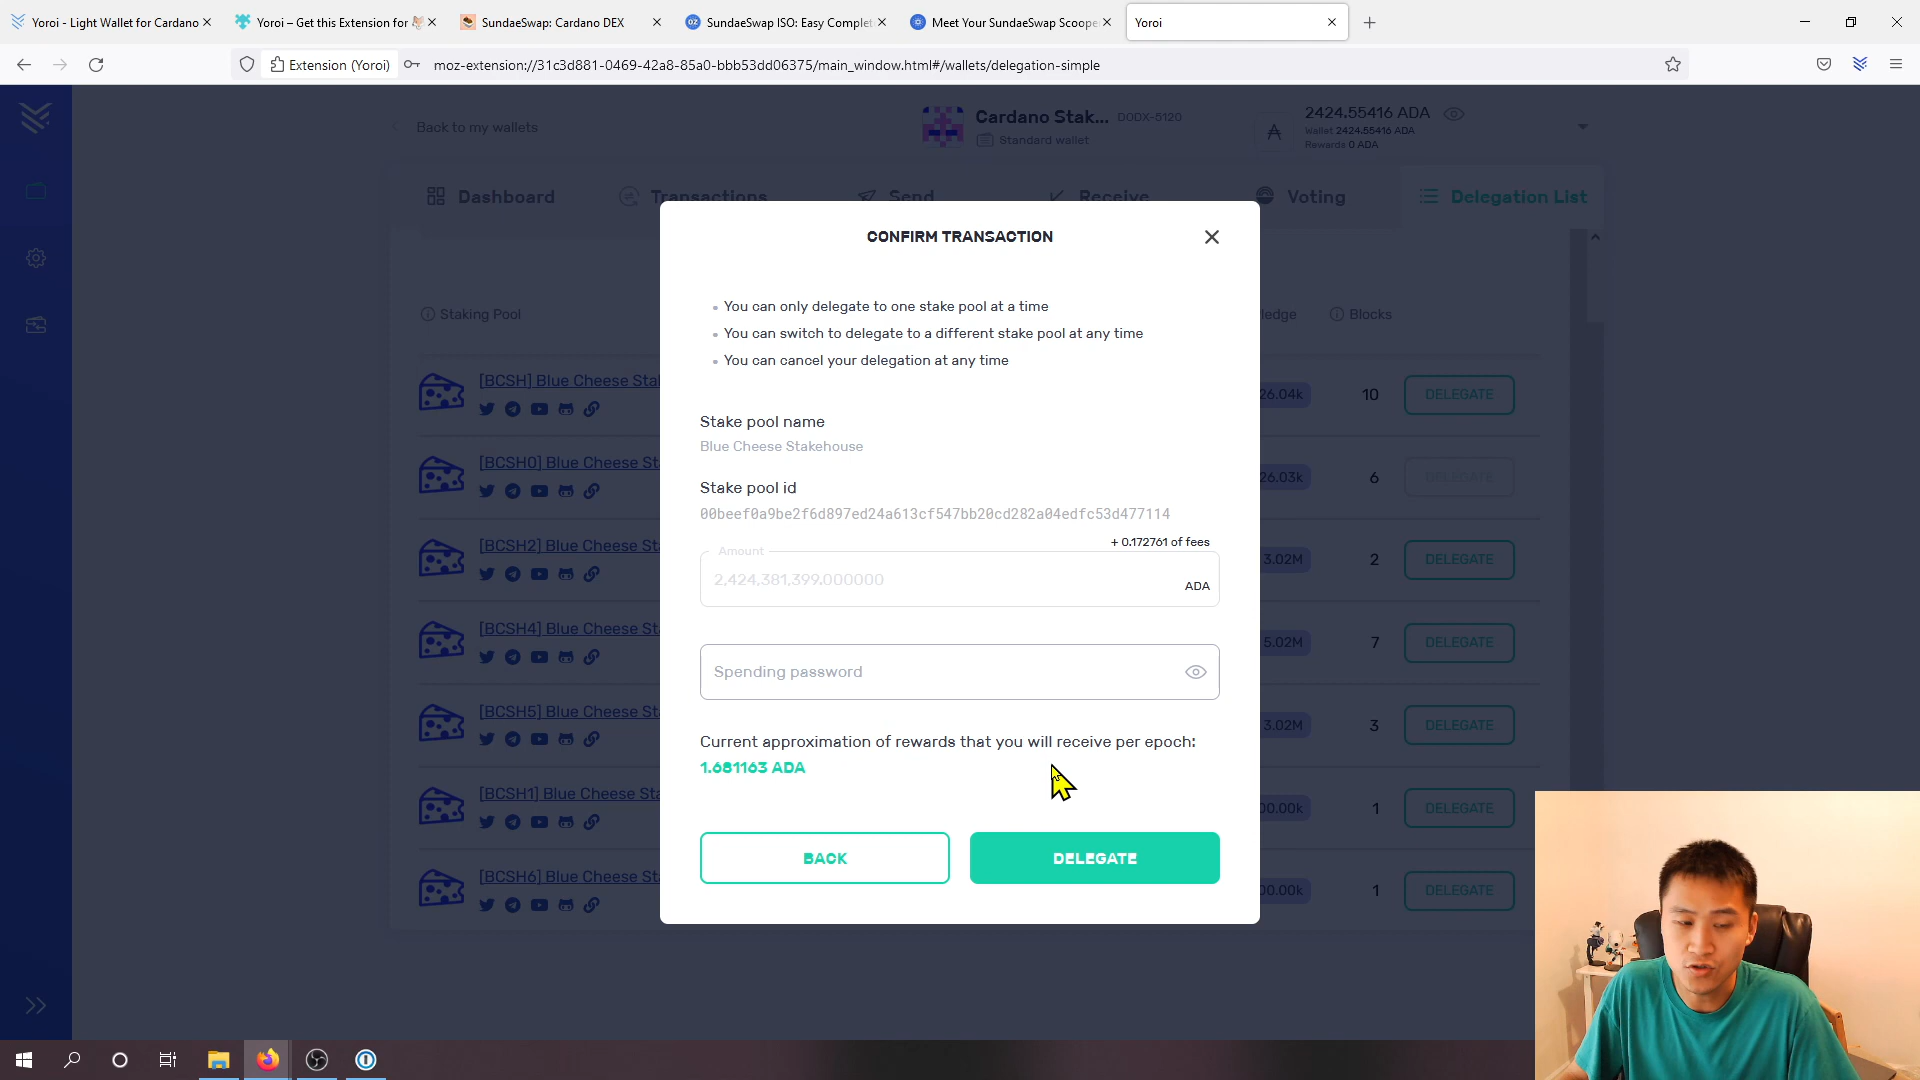 Yoroi - Light Wallet for Cardano
Yoroi – Get this Extension for
SundaeSwap: Cardano DEX
SundaeSwap ISO: Easy Complet
Meet Your SundaeSwap Scoope
Yoroi
Extension (Yoroi)
moz-extension://31c3d881-0469-42a8-85a0-bbb53dd06375/main_window.html#/wallets/delegation-simple
Back to my wallets
Cardano Stak... DODX-5120
Standard wallet
2424.55416 ADA
Wallet 2424.55416 ADA
Rewards 0 ADA
Dashboard
Transactions
Send
Receive
Voting
Delegation List
CONFIRM TRANSACTION
You can only delegate to one stake pool at a time
You can switch to delegate to a different stake pool at any time
You can cancel your delegation at any time
Stake pool name
Blue Cheese Stakehouse
Stake pool id
00beef0a9be2f6d897ed24a613cf547bb20cd282a04edfc53d477114
+ 0.172761 of fees
Amount
2,424,381,399.000000
ADA
Spending password
Current approximation of rewards that you will receive per epoch:
1.681163 ADA
BACK
DELEGATE
Staking Pool
ledge
Blocks
[BCSH] Blue Cheese Stal
26.04k
10
DELEGATE
[BCSH0] Blue Cheese St
26.03k
6
DELEGATE
[BCSH2] Blue Cheese St
3.02M
2
DELEGATE
[BCSH4] Blue Cheese St
5.02M
7
DELEGATE
[BCSH5] Blue Cheese St
3.02M
3
DELEGATE
[BCSH1] Blue Cheese Sta
00.00k
1
DELEGATE
[BCSH6] Blue Cheese St
00.00k
1
DELEGATE